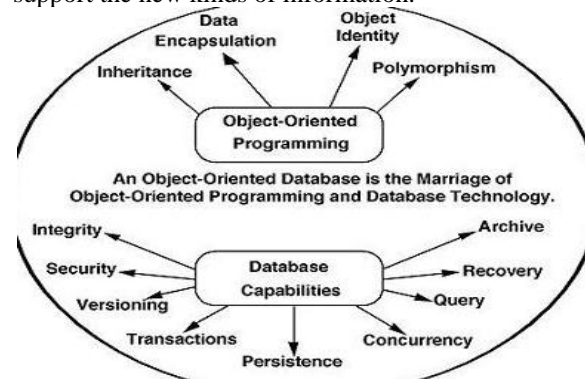 support the new kinds of information.
Data
Encapsulation
Object
Identity
Inheritance
Polymorphism
Object-Oriented
Programming
An Object-Oriented Database is the Marriage of
Object-Oriented Programming and Database Technology.
Integrity
Archive
Security
Database
Capabilities
Recovery
Versioning
Query
Transactions
Concurrency
Persistence